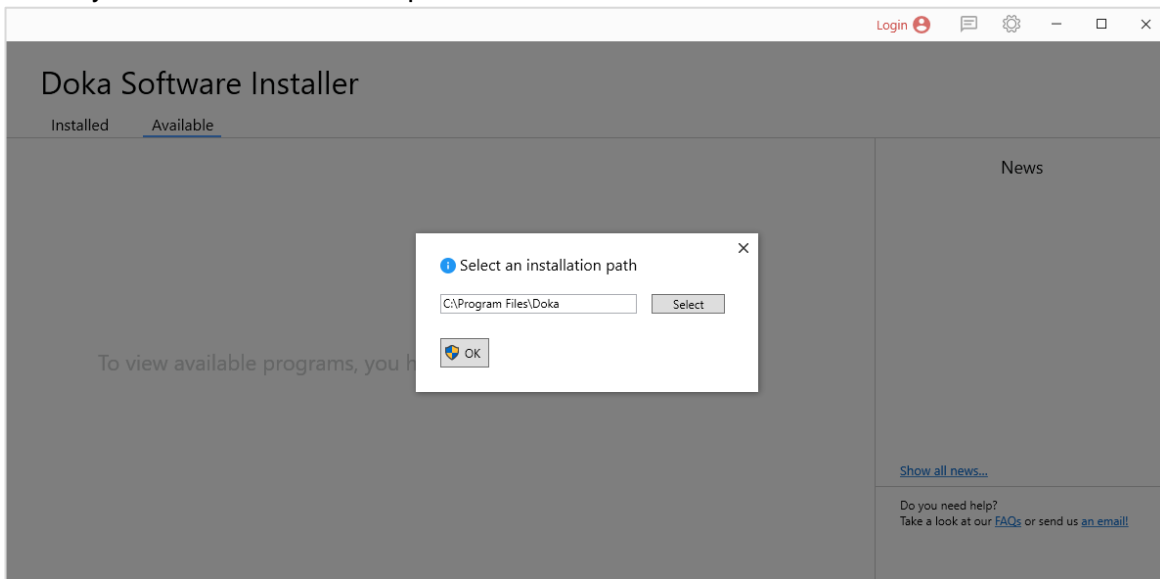 Login
Doka Software Installer
Installed Available
News
Select an installation path
C:\Program Files\Doka Select
OK
To view available programs, you h
Show all news...
Do you need help?
Take a look at our FAQs or send us an email!